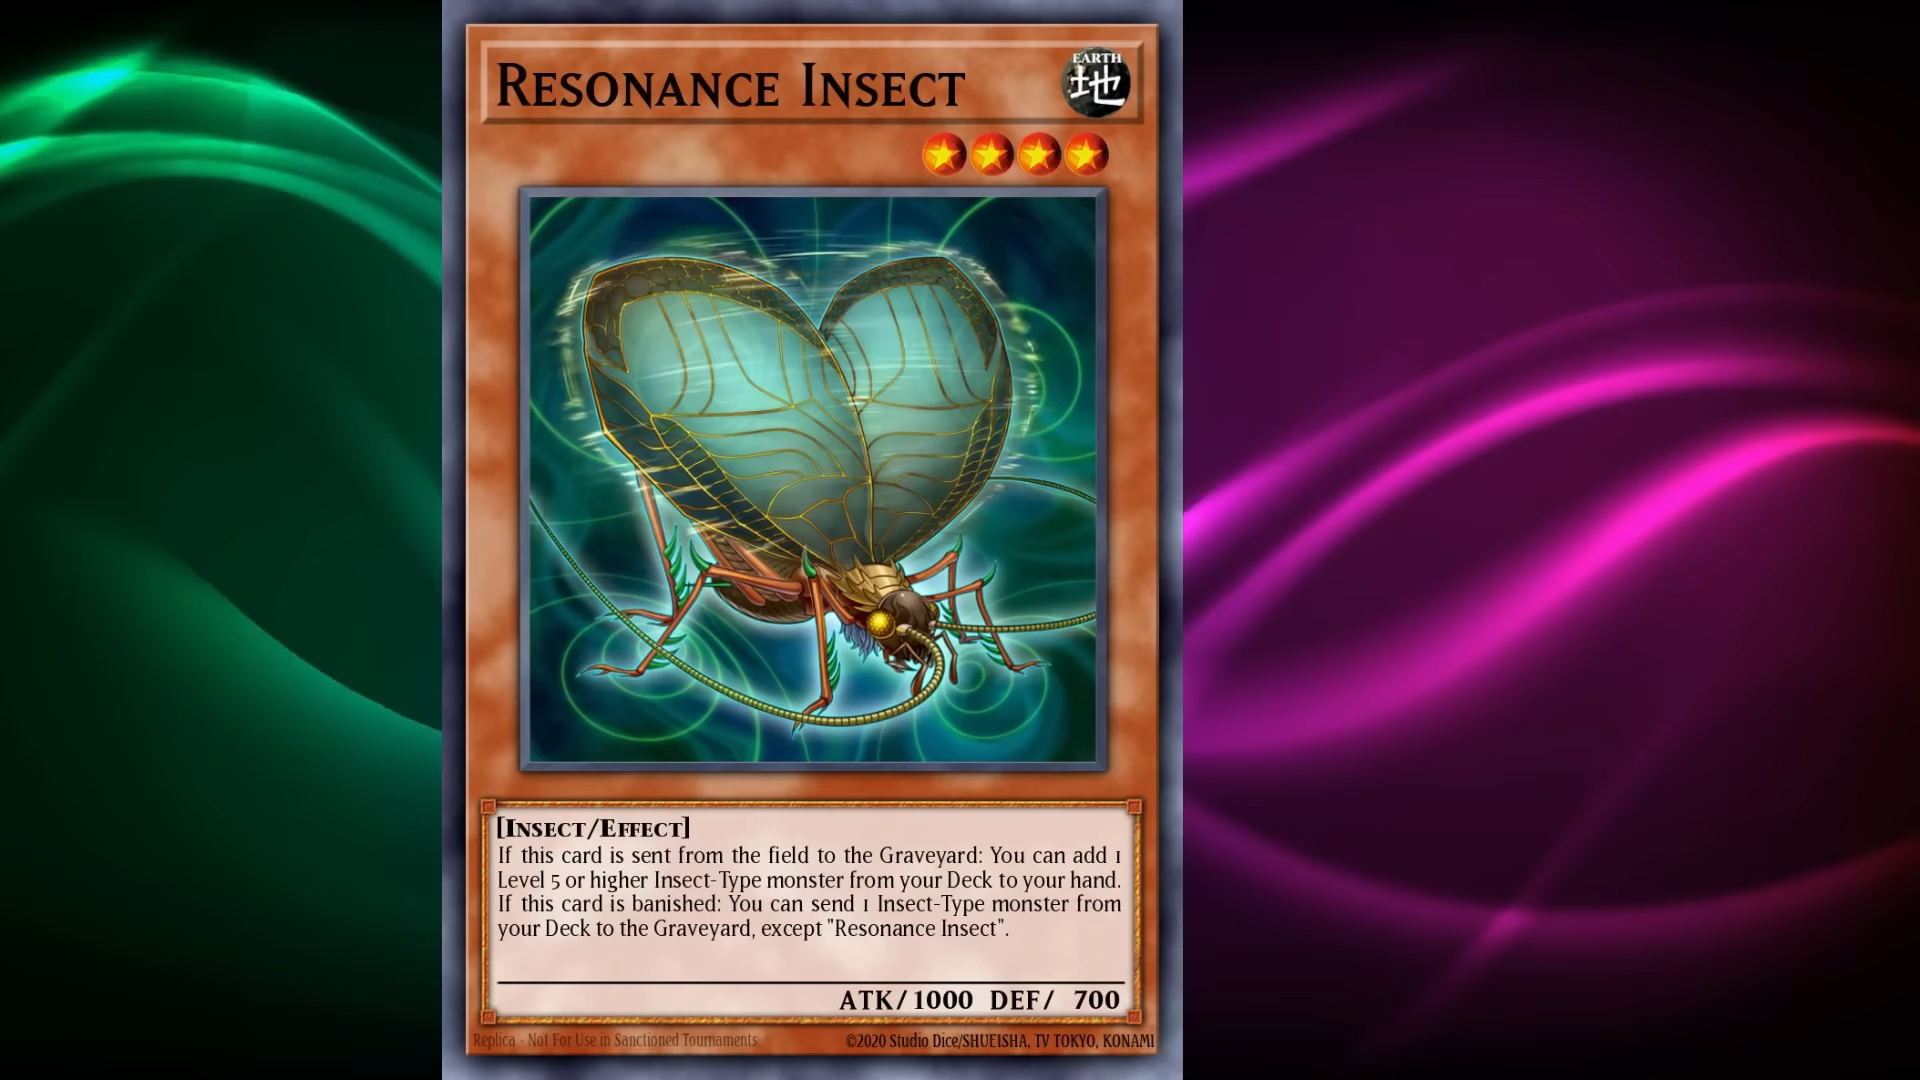 Resonance Insect
EARTH
地
[Insect/Effect]
If this card is sent from the field to the Graveyard: You can add 1
Level 5 or higher Insect-Type monster from your Deck to your hand.
If this card is banished: You can send 1 Insect-Type monster from
your Deck to the Graveyard, except "Resonance Insect".
ATK/1000 DEF/ 700
Replica - Not For Use in Sanctioned Tournaments.
©2020 Studio Dice/SHUEISHA, TV TOKYO, KONAMI